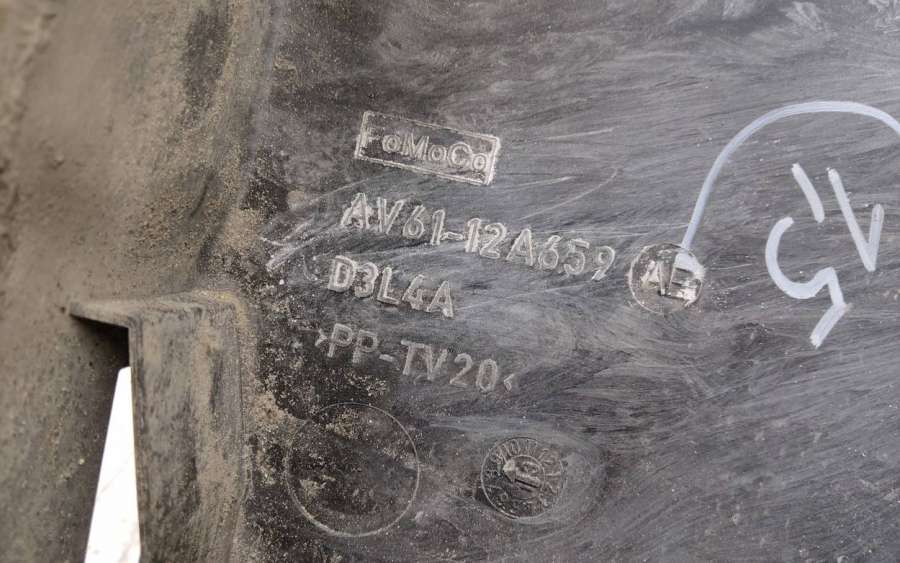 FoMoCo
AV61-12A659 AE
D3L4A
>PP-TV20<